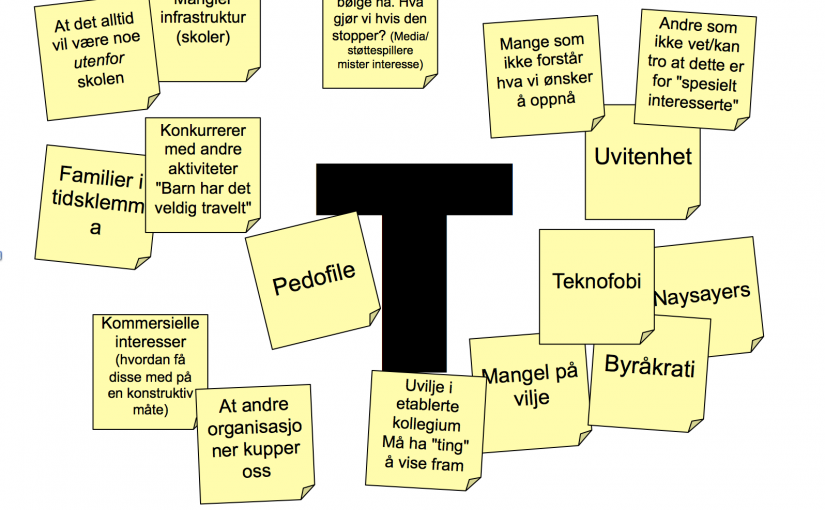 At det alltid
vil være noe
utenfor
skolen
Mangler
infrastruktur
(skoler)
bølge nå. Hva
gjør vi hvis den
stopper? (Media/
støttespillere
mister interesse)
Mange som
ikke forstår
hva vi ønsker
å oppnå
Andre som
ikke vet/kan
tro at dette er
for "spesielt
interesserte"
Uvitenhet
Familier i
tidsklemm
a
Konkurrerer
med andre
aktiviteter
"Barn har det
veldig travelt"
T
Pedofile
Teknofobi
Naysayers
Kommersielle
interesser
(hvordan få
disse med på
en konstruktiv
måte)
At andre
organisasjo
ner kupper
oss
Uvilje i
etablerte
kollegium
Må ha "ting"
å vise fram
Mangel på
vilje
Byråkrati